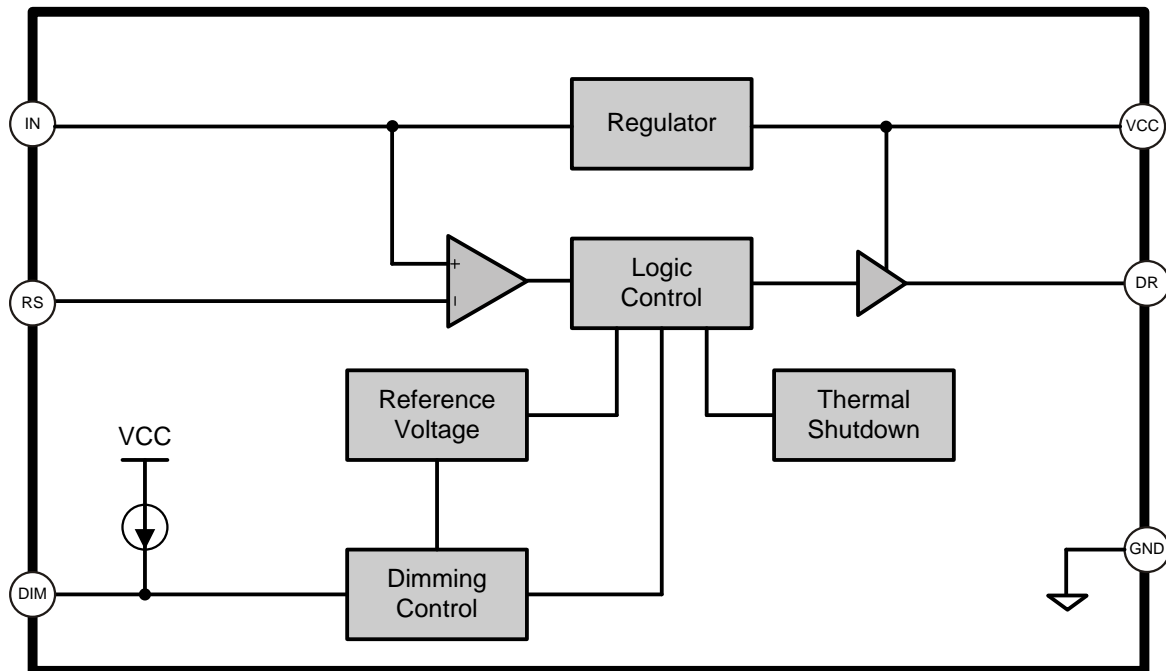 IN
Regulator
VCC
+
−
Logic
Control
RS
DR
Reference
Voltage
Thermal
Shutdown
VCC
GND
DIM
Dimming
Control